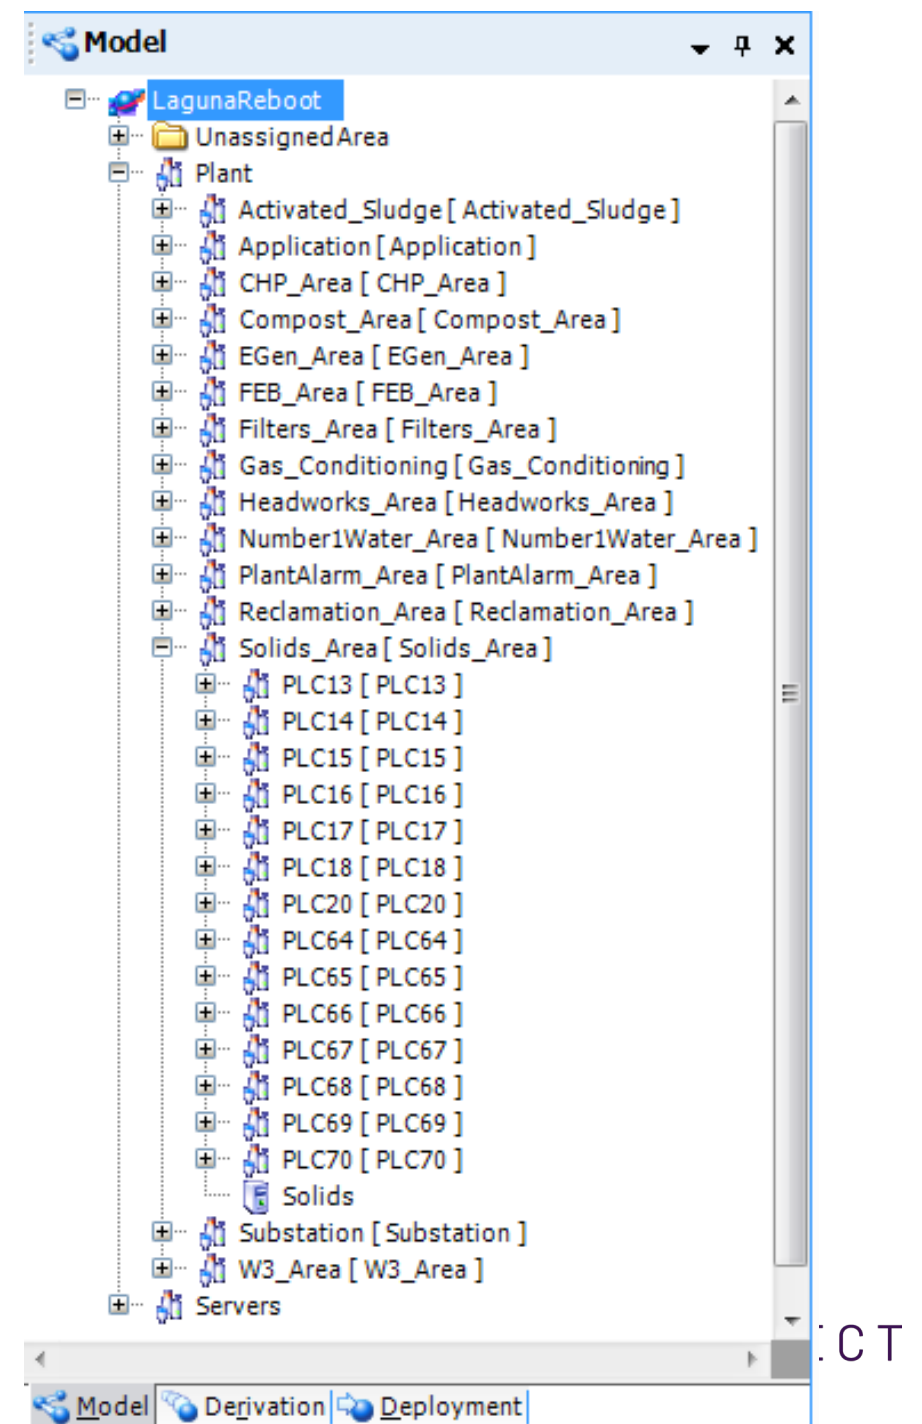 Model
LagunaReboot
UnassignedArea
Plant
Activated_Sludge [ Activated_Sludge ]
Application [ Application ]
CHP_Area [ CHP_Area ]
Compost_Area [ Compost_Area ]
EGen_Area [ EGen_Area ]
FEB_Area [ FEB_Area ]
Filters_Area [ Filters_Area ]
Gas_Conditioning [ Gas_Conditioning ]
Headworks_Area [ Headworks_Area ]
Number1Water_Area [ Number1Water_Area ]
PlantAlarm_Area [ PlantAlarm_Area ]
Reclamation_Area [ Reclamation_Area ]
Solids_Area [ Solids_Area ]
PLC13 [ PLC13 ]
PLC14 [ PLC14 ]
PLC15 [ PLC15 ]
PLC16 [ PLC16 ]
PLC17 [ PLC17 ]
PLC18 [ PLC18 ]
PLC20 [ PLC20 ]
PLC64 [ PLC64 ]
PLC65 [ PLC65 ]
PLC66 [ PLC66 ]
PLC67 [ PLC67 ]
PLC68 [ PLC68 ]
PLC69 [ PLC69 ]
PLC70 [ PLC70 ]
Solids
Substation [ Substation ]
W3_Area [ W3_Area ]
Servers
Model Derivation Deployment